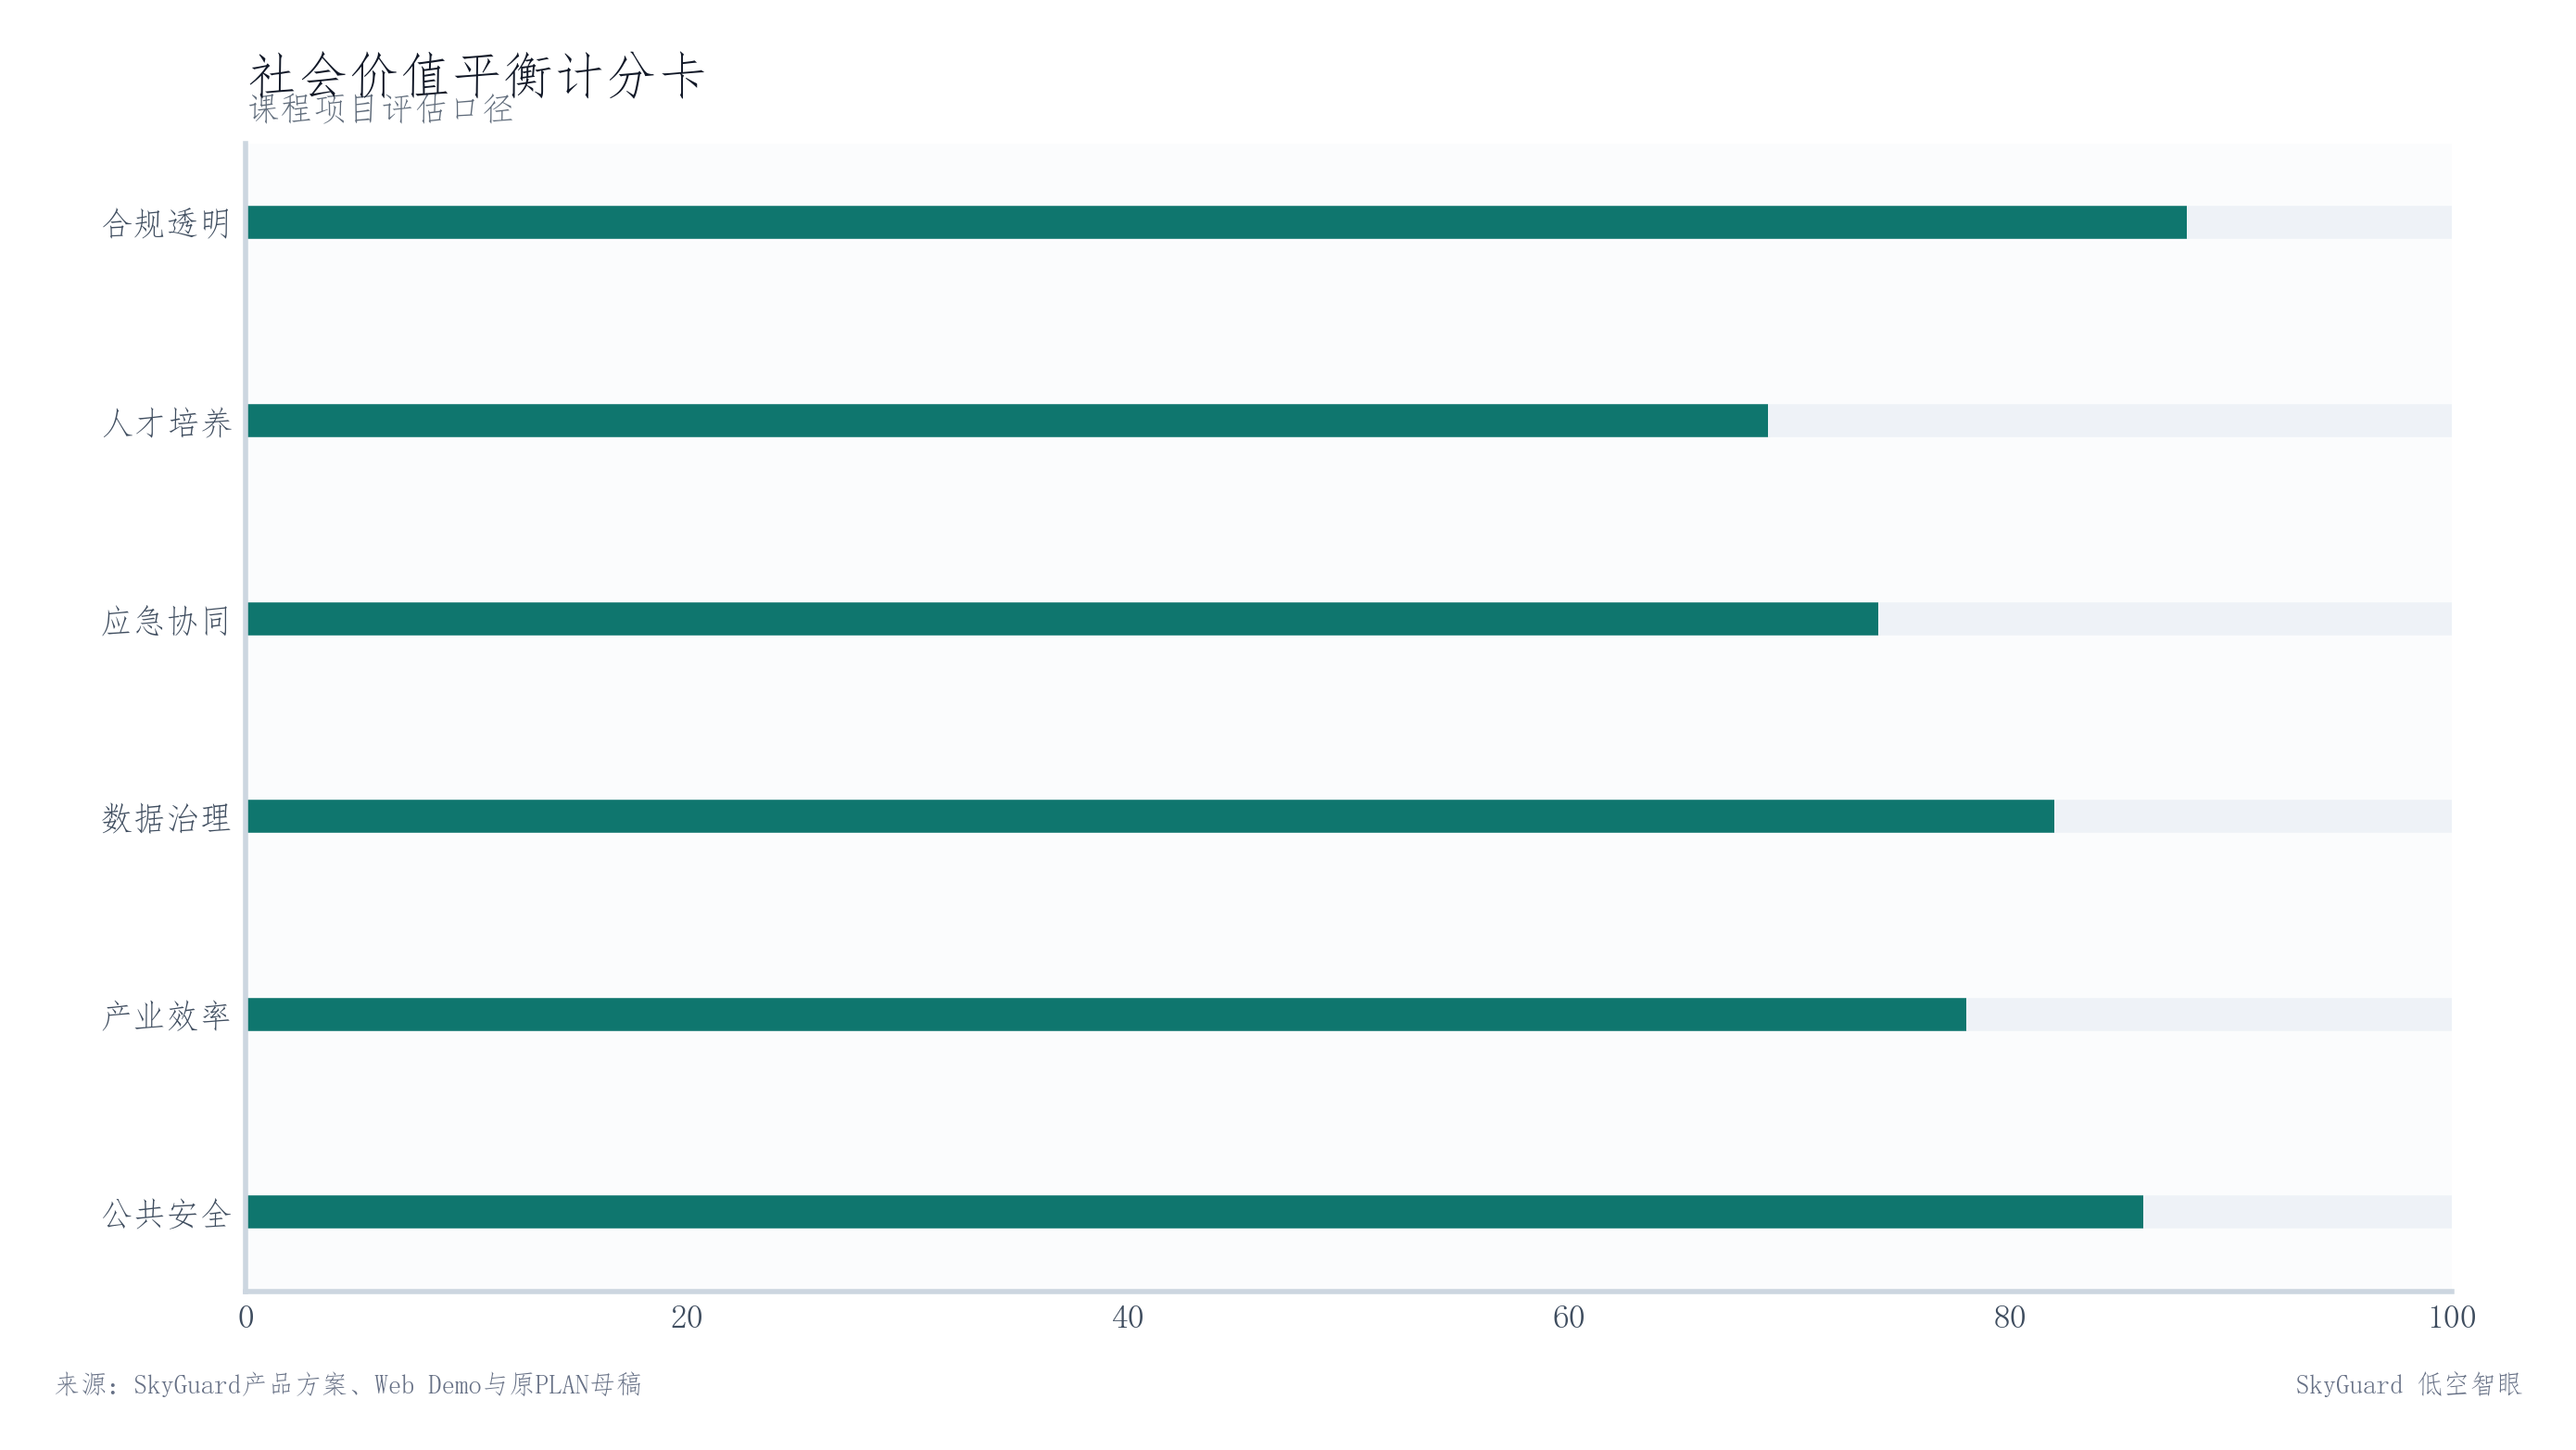 社会价值平衡计分卡
课程项目评估口径
合规透明
人才培养
应急协同
数据治理
产业效率
公共安全
0 20 40 60 80 100
来源：SkyGuard产品方案、Web Demo与原PLAN母稿
SkyGuard 低空智眼